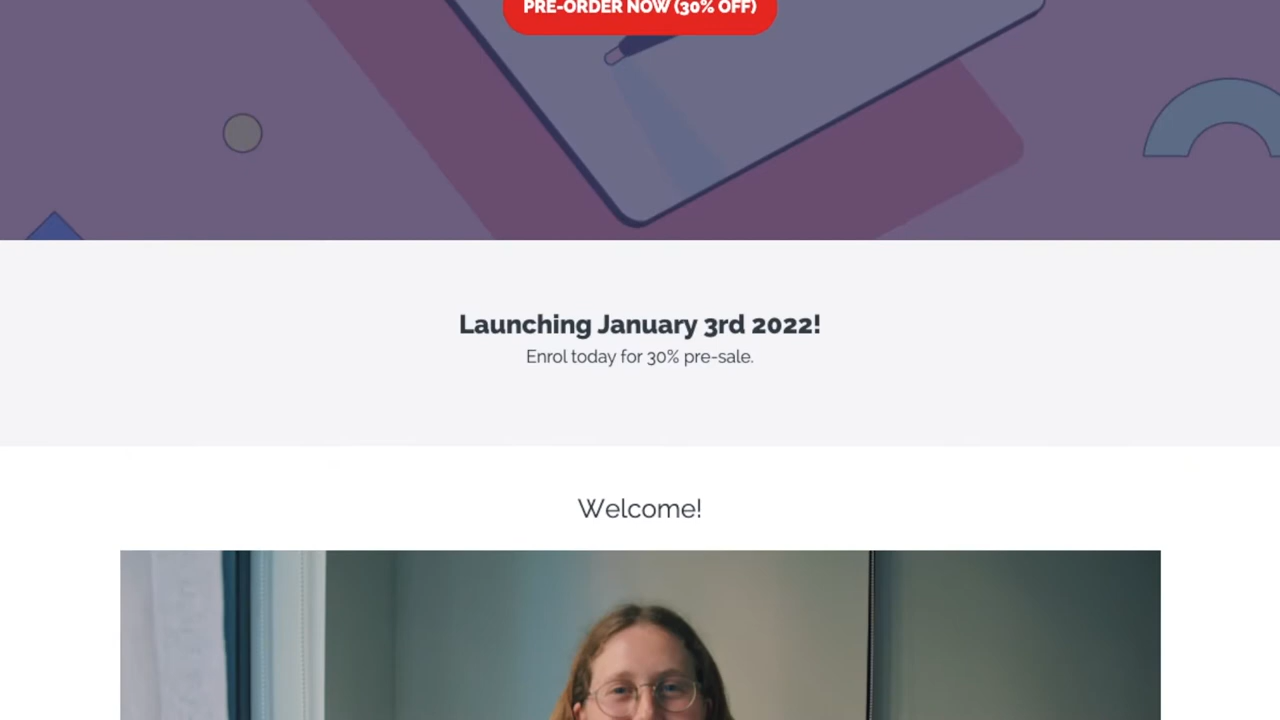 PRE-ORDER NOW (30% OFF)
Launching January 3rd 2022!
Enrol today for 30% pre-sale.
Welcome!